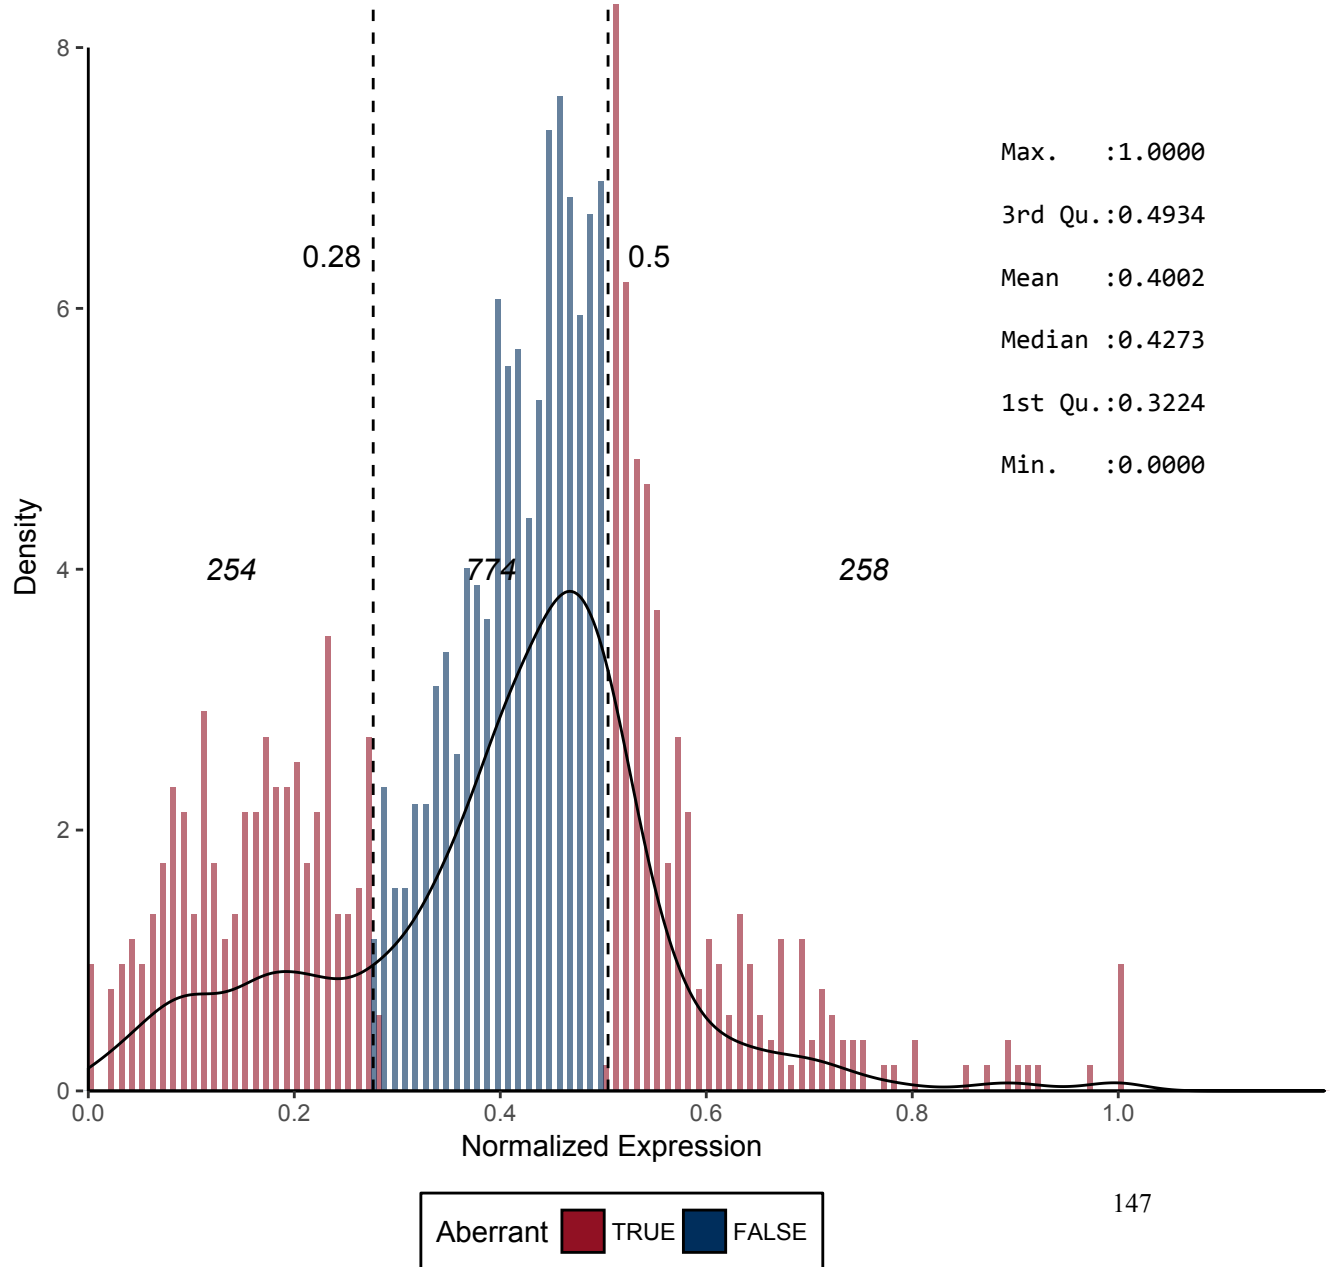 8
Max.   :1.0000
3rd Qu.:0.4934
0.28
0.5
Mean   :0.4002
6
Median :0.4273
1st Qu.:0.3224
Min.   :0.0000
Density
4
254
774
258
2
0
0.0
0.2
0.4
0.6
0.8
1.0
Normalized Expression
147
Aberrant TRUE FALSE